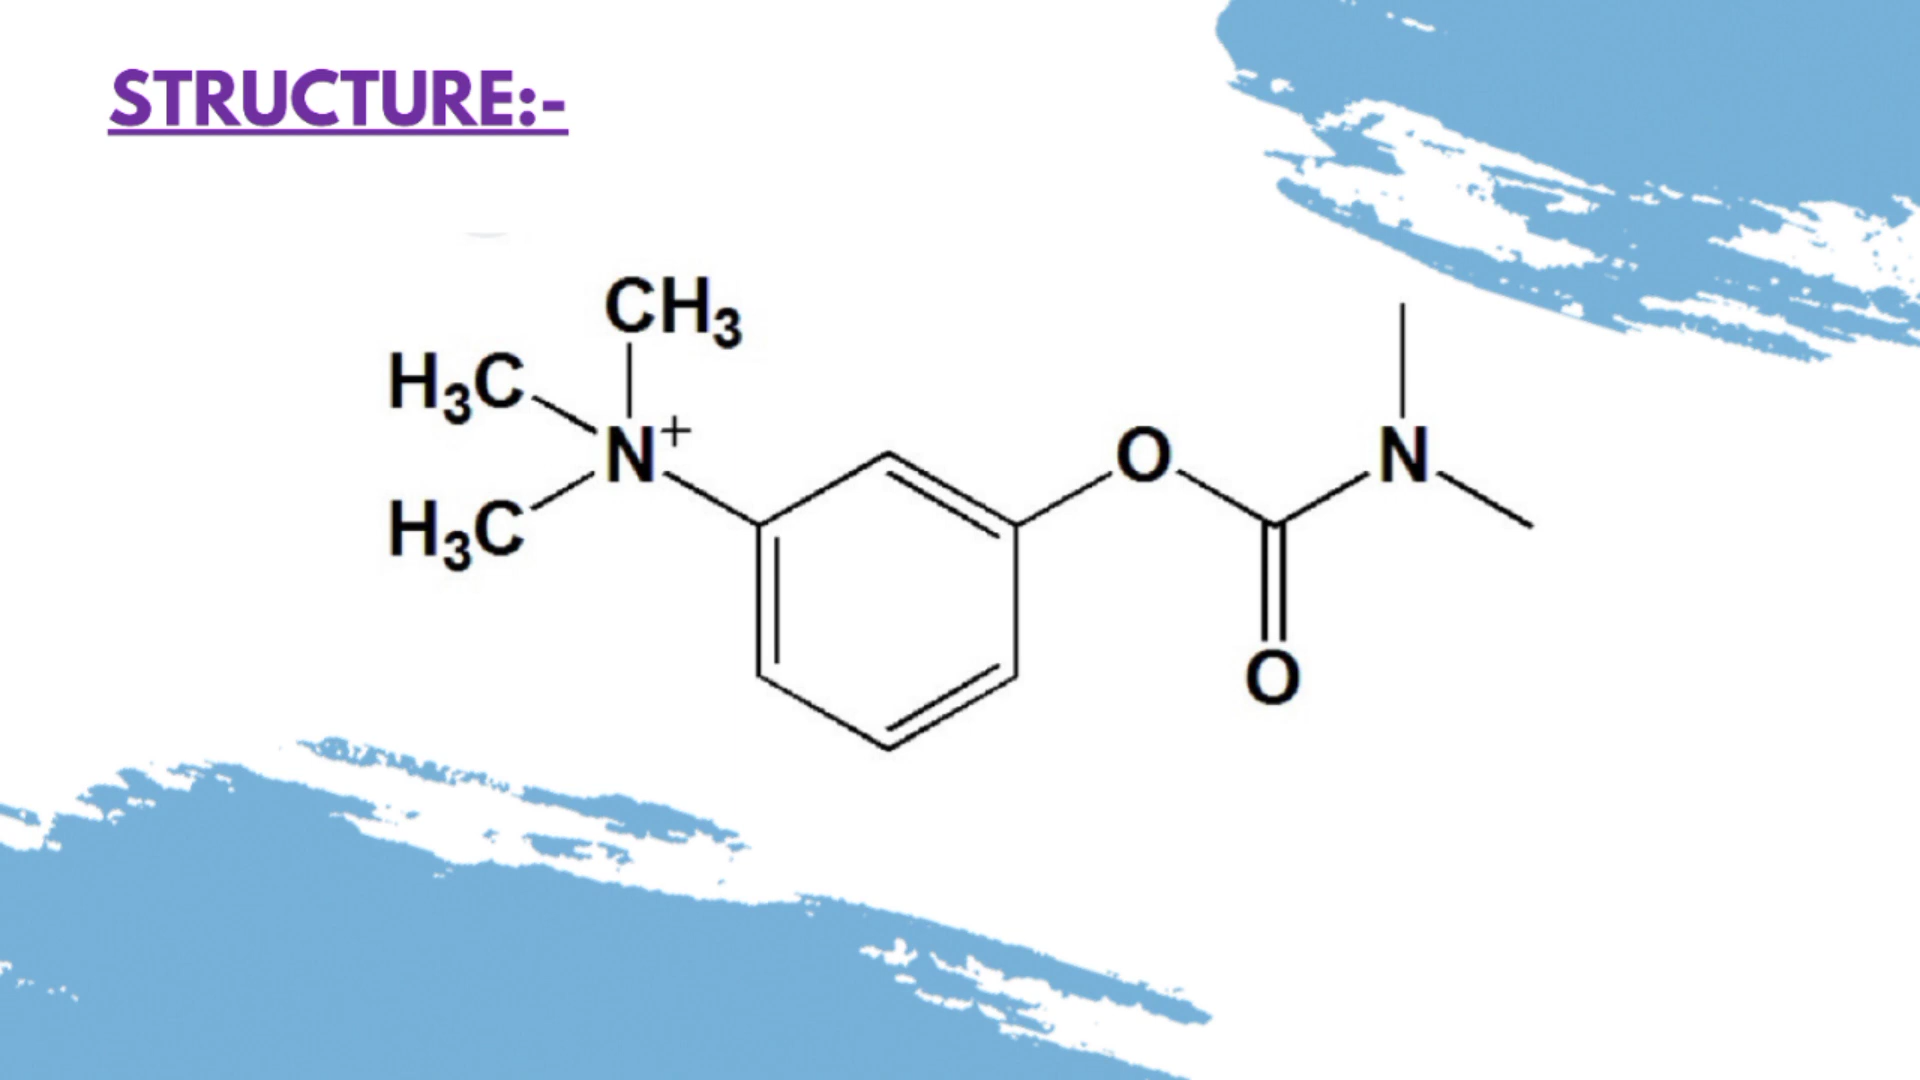 STRUCTURE:-
CH₃
H₃C
N⁺
O
N
H₃C
O